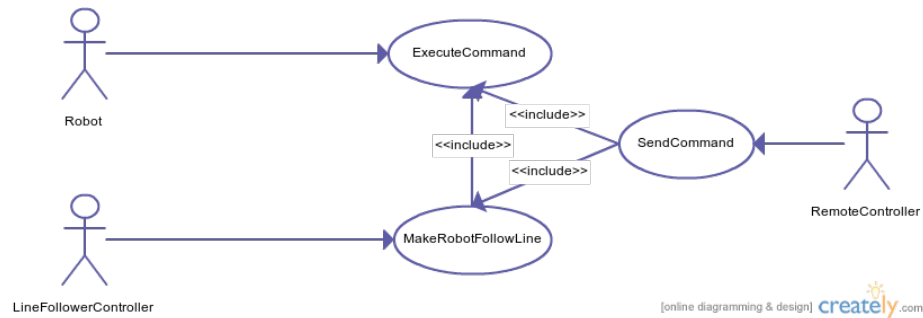 ExecuteCommand
Robot
<<include>>
<<include>>
SendCommand
<<include>>
RemoteController
MakeRobotFollowLine
LineFollowerController
[online diagramming & design] creately.com